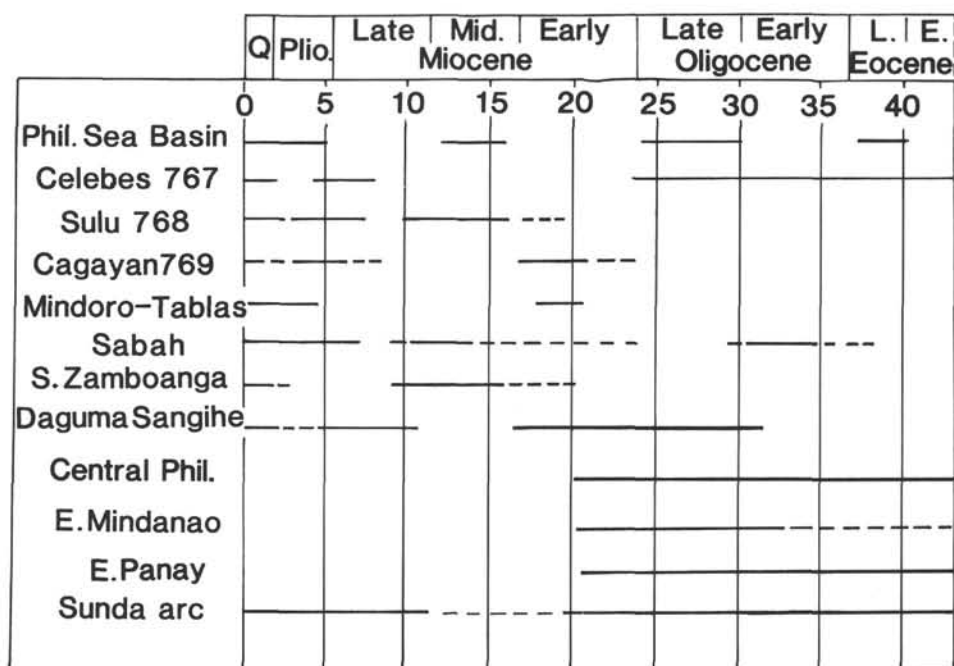 Late Mid. Early Late Early L. E.
Q Plio. Miocene Oligocene Eocene
0 5 10 15 20 25 30 35 40
Phil. Sea Basin
Celebes 767
Sulu 768
Cagayan769
Mindoro-Tablas
Sabah
S. Zamboanga
Daguma Sangihe
Central Phil.
E. Mindanao
E. Panay
Sunda arc